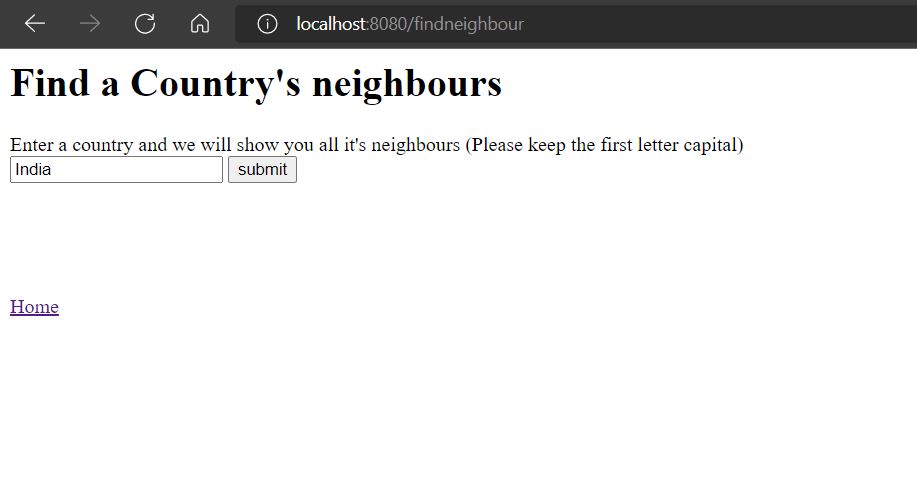 localhost:8080/findneighbour
Find a Country's neighbours
Enter a country and we will show you all it's neighbours (Please keep the first letter capital)
India submit
Home